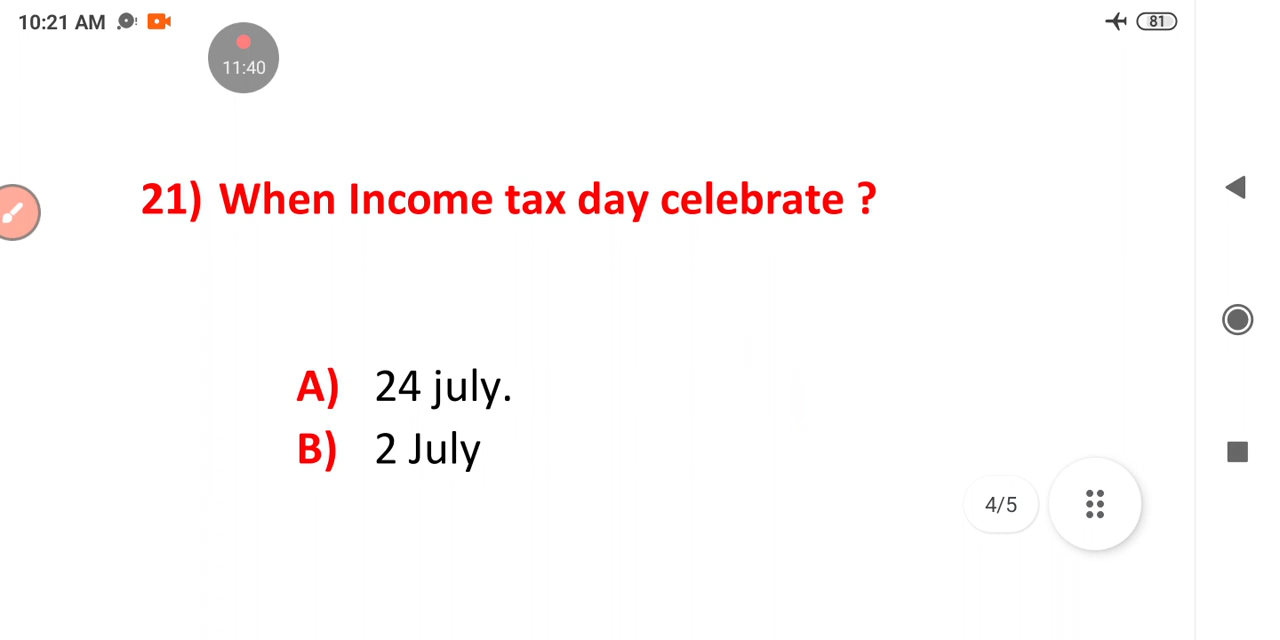 10:21 AM
81
11:40
21) When Income tax day celebrate ?
A) 24 july.
B) 2 July
4/5